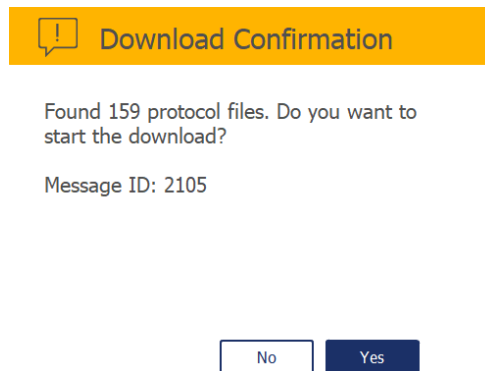 !
Download Confirmation
Found 159 protocol files. Do you want to
start the download?
Message ID: 2105
No
Yes